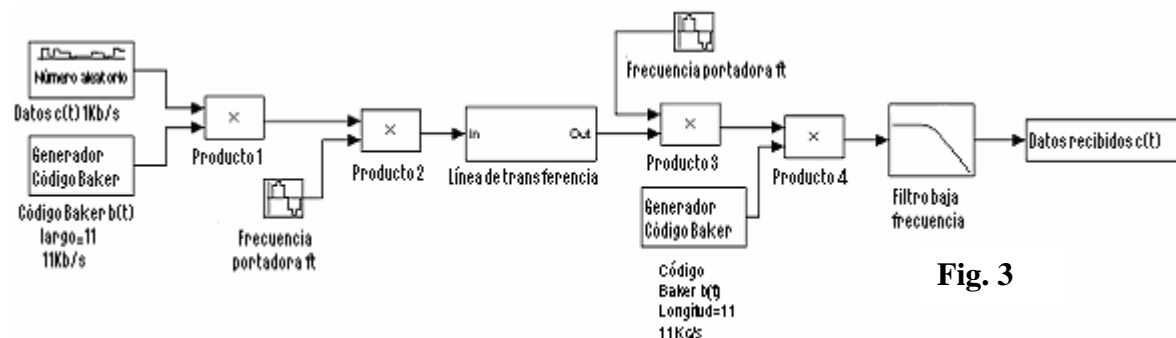 Número aleatorio
Datos c(t) 1Kb/s
Generador
Código Baker
Código Baker b(t)
largo=11
11Kb/s
×
Producto 1
×
Producto 2
Frecuencia
portadora ft
In
Out
Línea de transferencia
Frecuencia portadora ft
×
Producto 3
Generador
Código Baker
Código
Baker b(t)
Longitud=11
11Kg/s
×
Producto 4
Filtro baja
frecuencia
Datos recibidos c(t)
Fig. 3